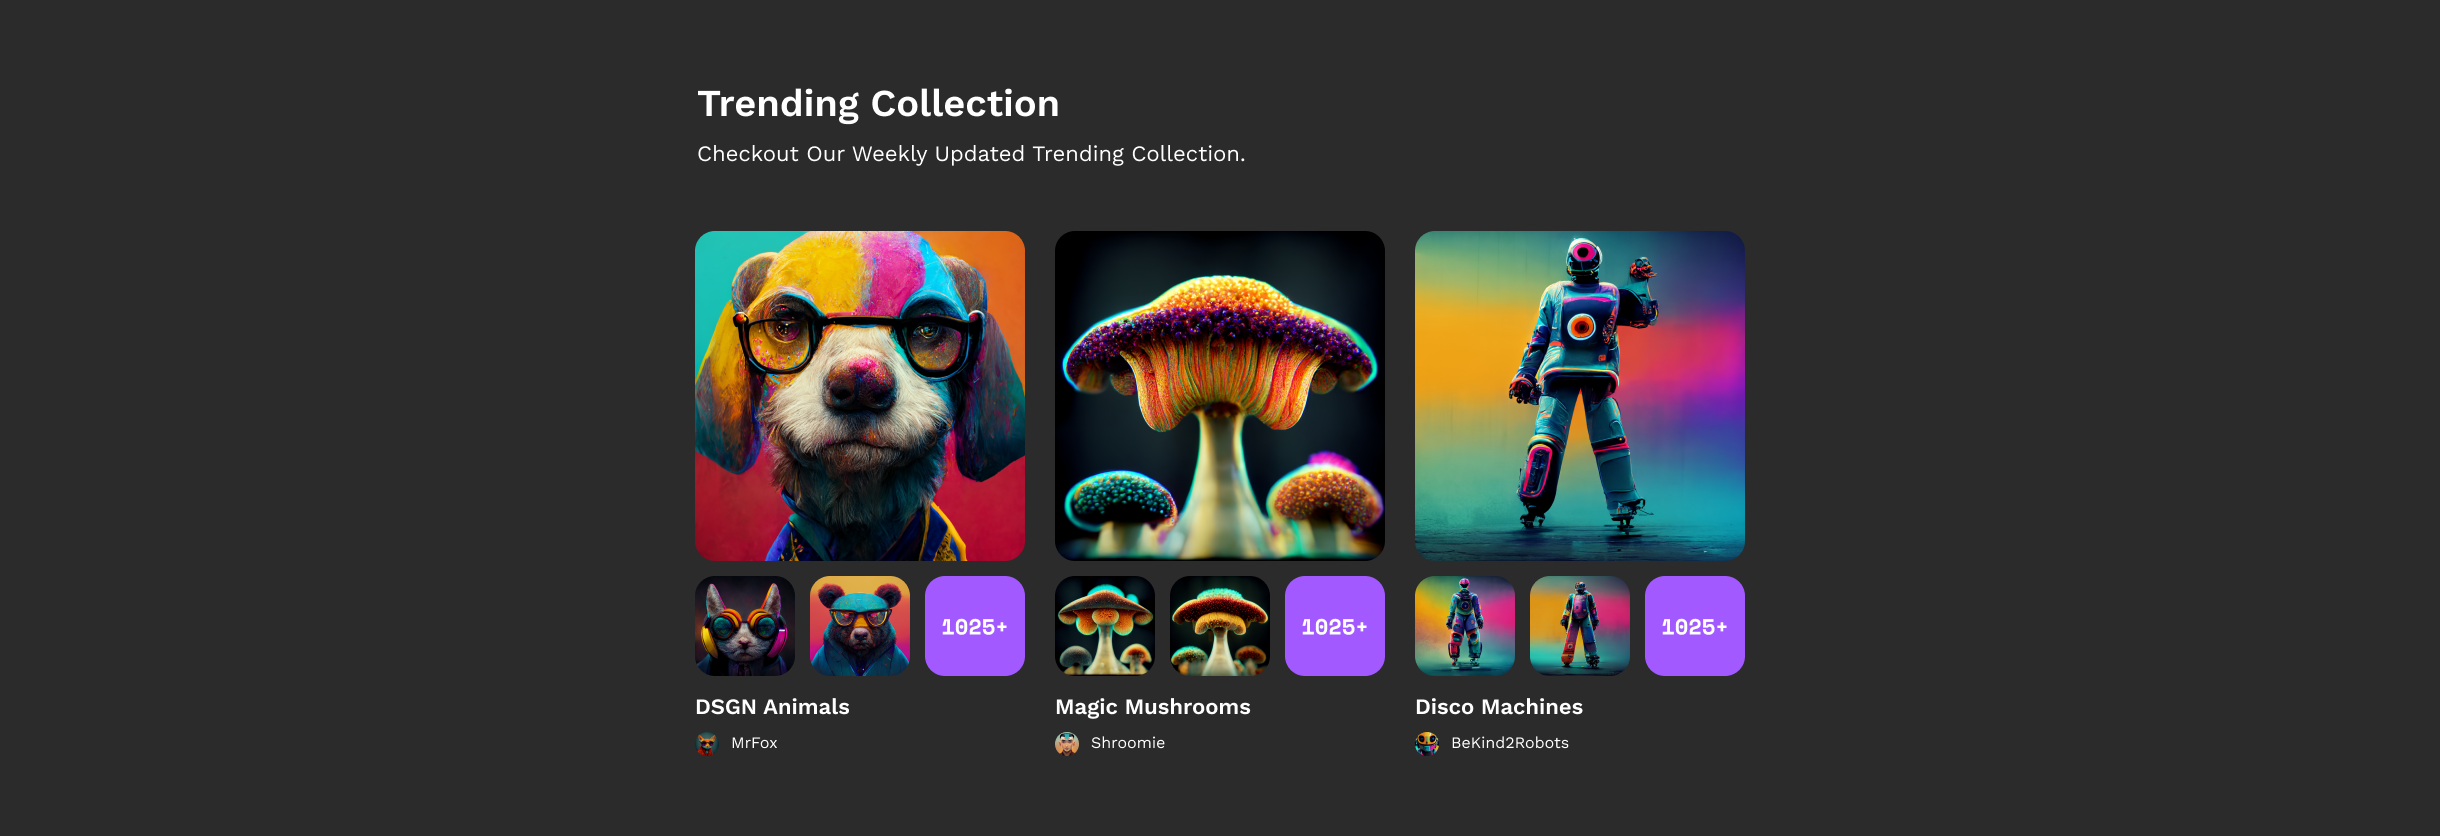 Trending Collection
Checkout Our Weekly Updated Trending Collection.
1025+
1025+
1025+
DSGN Animals
Magic Mushrooms
Disco Machines
MrFox
Shroomie
BeKind2Robots